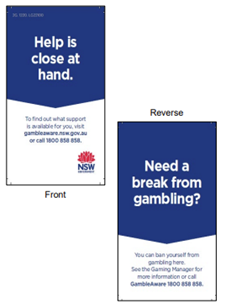 Help is
close at
hand.
To find out what support
is available for you, visit
gambleaware.nsw.gov.au
or call 1800 858 858.
NSW
Front
Reverse
Need a
break from
gambling?
You can ban yourself from
gambling here.
See the Gaming Manager for
more information or call
GambleAware 1800 858 858.